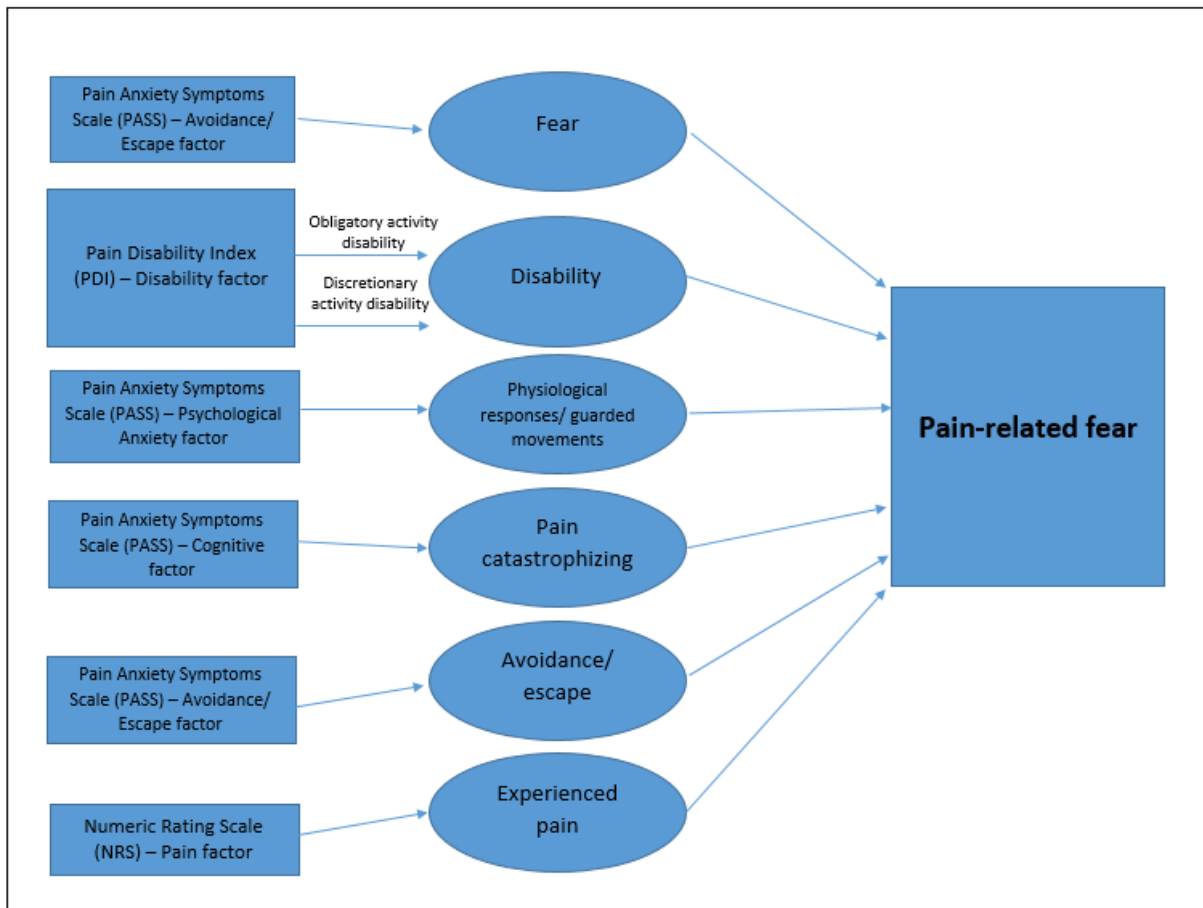 Pain Anxiety Symptoms
Scale (PASS) – Avoidance/
Escape factor
Fear
Pain Disability Index
(PDI) – Disability factor
Obligatory activity
disability
Discretionary
activity disability
Disability
Pain Anxiety Symptoms
Scale (PASS) – Psychological
Anxiety factor
Physiological
responses/ guarded
movements
Pain Anxiety Symptoms
Scale (PASS) – Cognitive
factor
Pain
catastrophizing
Pain Anxiety Symptoms
Scale (PASS) – Avoidance/
Escape factor
Avoidance/
escape
Numeric Rating Scale
(NRS) – Pain factor
Experienced
pain
Pain-related fear